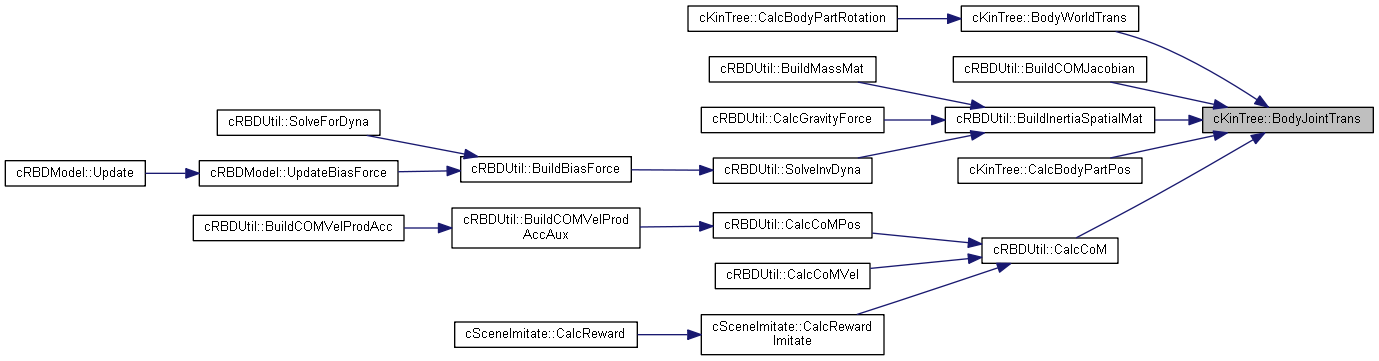 cKinTree::CalcBodyPartRotation
cKinTree::BodyWorldTrans
cRBDUtil::BuildMassMat
cRBDUtil::BuildCOMJacobian
cRBDUtil::SolveForDyna
cRBDUtil::CalcGravityForce
cRBDUtil::BuildInertiaSpatialMat
cKinTree::BodyJointTrans
cRBDModel::Update
cRBDModel::UpdateBiasForce
cRBDUtil::BuildBiasForce
cRBDUtil::SolveInvDyna
cKinTree::CalcBodyPartPos
cRBDUtil::BuildCOMVelProdAcc
cRBDUtil::BuildCOMVelProd
AccAux
cRBDUtil::CalcCoMPos
cRBDUtil::CalcCoM
cRBDUtil::CalcCoMVel
cSceneImitate::CalcReward
cSceneImitate::CalcReward
Imitate